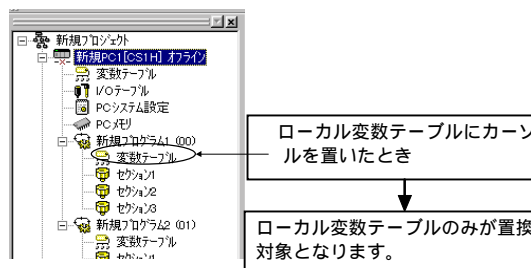 新規プロジェクト
新規PC1[CS1H] オフライン
変数テーブル
I/Oテーブル
PCシステム設定
PCメモリ
新規プログラム1 (00)
変数テーブル
セクション1
セクション2
セクション3
新規プログラム2 (01)
変数テーブル
セクション1
ローカル変数テーブルにカーソ
ルを置いたとき
ローカル変数テーブルのみが置換
対象となります。